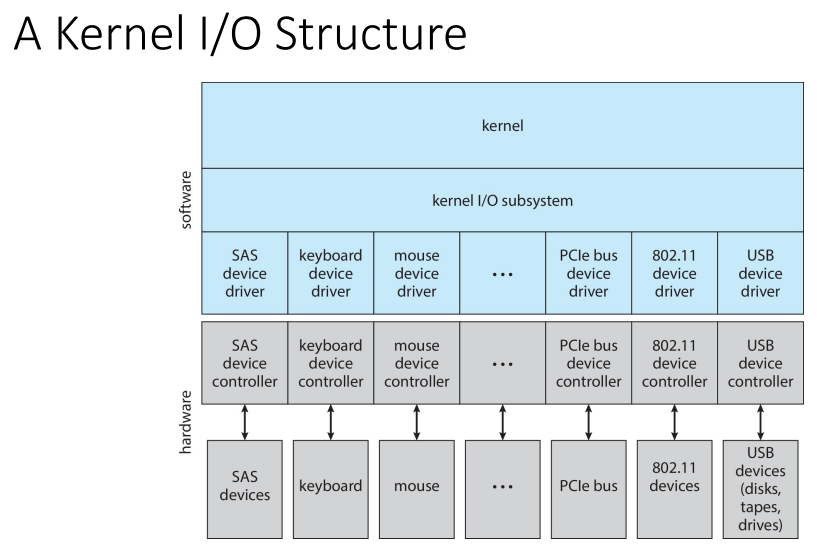 A Kernel I/O Structure
software
kernel
kernel I/O subsystem
SAS
device
driver
keyboard
device
driver
mouse
device
driver
•••
PCIe bus
device
driver
802.11
device
driver
USB
device
driver
hardware
SAS
device
controller
keyboard
device
controller
mouse
device
controller
•••
PCIe bus
device
controller
802.11
device
controller
USB
device
controller
SAS
devices
keyboard
mouse
•••
PCIe bus
802.11
devices
USB
devices
(disks,
tapes,
drives)